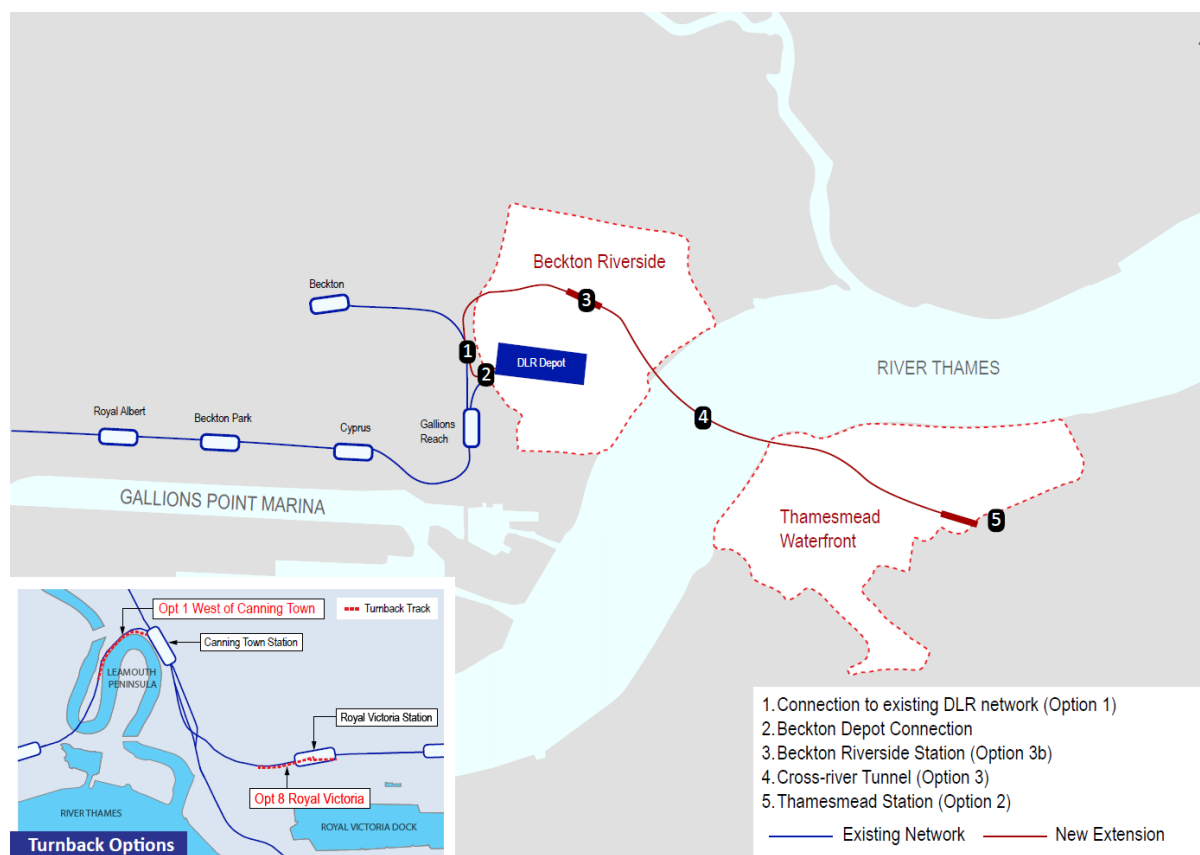 Beckton Riverside
Beckton
3
1
DLR Depot
2
RIVER THAMES
Royal Albert
Beckton Park
Cyprus
Gallions
Reach
4
GALLIONS POINT MARINA
Thamesmead
Waterfront
5
Opt 1 West of Canning Town
Turnback Track
Canning Town Station
LEAMOUTH
PENINSULA
Royal Victoria Station
Opt 8 Royal Victoria
RIVER THAMES
ROYAL VICTORIA DOCK
Turnback Options
1. Connection to existing DLR network (Option 1)
2. Beckton Depot Connection
3. Beckton Riverside Station (Option 3b)
4. Cross-river Tunnel (Option 3)
5. Thamesmead Station (Option 2)
Existing Network
New Extension